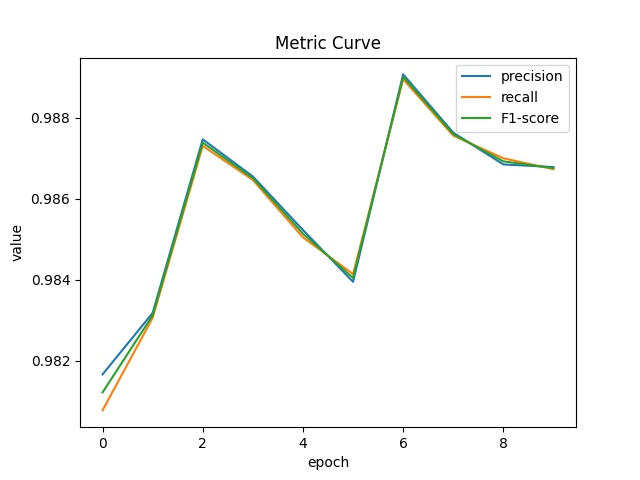 Metric Curve
precision
recall
F1-score
0.988
0.986
0.984
0.982
value
0 2 4 6 8
epoch